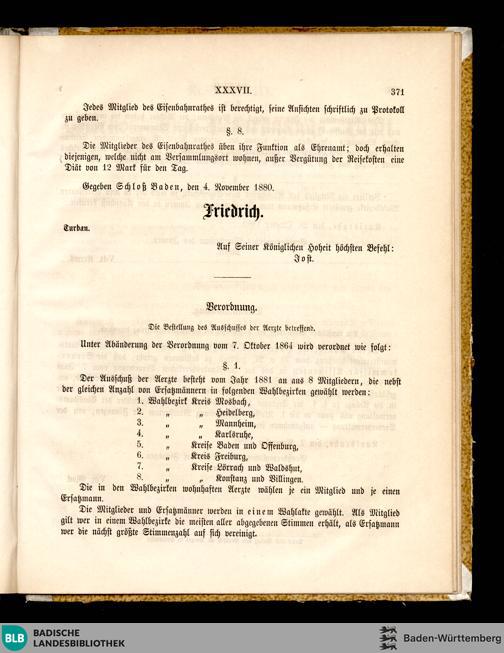 XXXVII. 371
Jedes Mitglied des Eisenbahnrathes ist berechtigt, seine Ansichten schriftlich zu Protokoll
zu geben.
§. 8.
Die Mitglieder des Eisenbahnrathes üben ihre Funktion als Ehrenamt; doch erhalten
diejenigen, welche nicht am Versammlungsort wohnen, außer Vergütung der Reisekosten eine
Diät von 12 Mark für den Tag.
Gegeben Schloß Baden, den 4. November 1880.
Friedrich.
Turban.
Auf Seiner Königlichen Hoheit höchsten Befehl:
Jost.
Verordnung.
Die Bestellung des Ausschusses der Aerzte betreffend.
Unter Abänderung der Verordnung vom 7. Oktober 1864 wird verordnet wie folgt:
§. 1.
Der Ausschuß der Aerzte besteht vom Jahr 1881 an aus 8 Mitgliedern, die nebst
der gleichen Anzahl von Ersatzmännern in folgenden Wahlbezirken gewählt werden:
1. Wahlbezirk Kreis Mosbach,
2. „ „ Heidelberg,
3. „ „ Mannheim,
4. „ „ Karlsruhe,
5. „ Kreise Baden und Offenburg,
6. „ Kreis Freiburg,
7. „ Kreise Lörrach und Waldshut,
8. „ „ Konstanz und Villingen.
Die in den Wahlbezirken wohnhaften Aerzte wählen je ein Mitglied und je einen
Ersatzmann.
Die Mitglieder und Ersatzmänner werden in einem Wahlakte gewählt. Als Mitglied
gilt wer in einem Wahlbezirke die meisten aller abgegebenen Stimmen erhält, als Ersatzmann
wer die nächst größte Stimmenzahl auf sich vereinigt.
BLB BADISCHE
LANDESBIBLIOTHEK
Baden-Württemberg